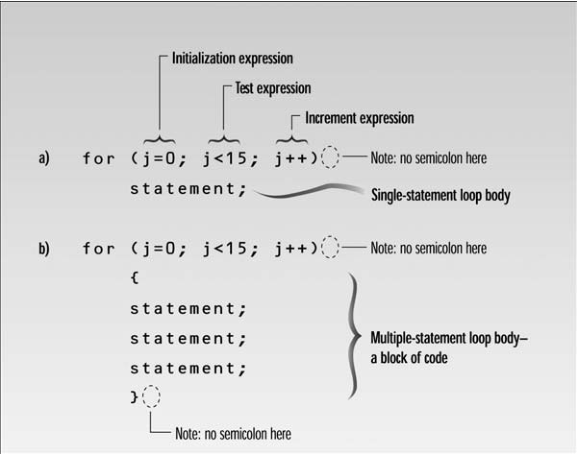 Initialization expression
Test expression
Increment expression
a) for (j=0; j<15; j++) Note: no semicolon here
statement; Single-statement loop body
b) for (j=0; j<15; j++) Note: no semicolon here
{
statement;
statement;
statement;
}
Multiple-statement loop body–
a block of code
Note: no semicolon here